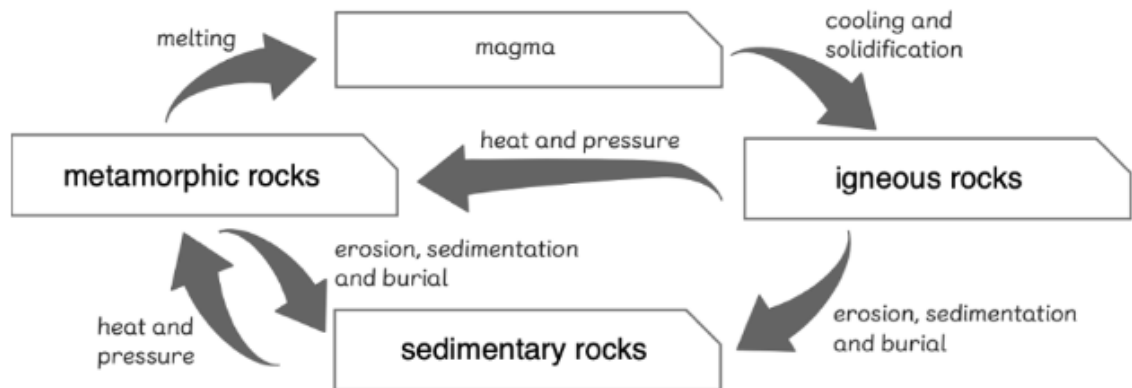 melting
magma
cooling and
solidification
heat and pressure
metamorphic rocks
igneous rocks
erosion, sedimentation
and burial
heat and
pressure
sedimentary rocks
erosion, sedimentation
and burial